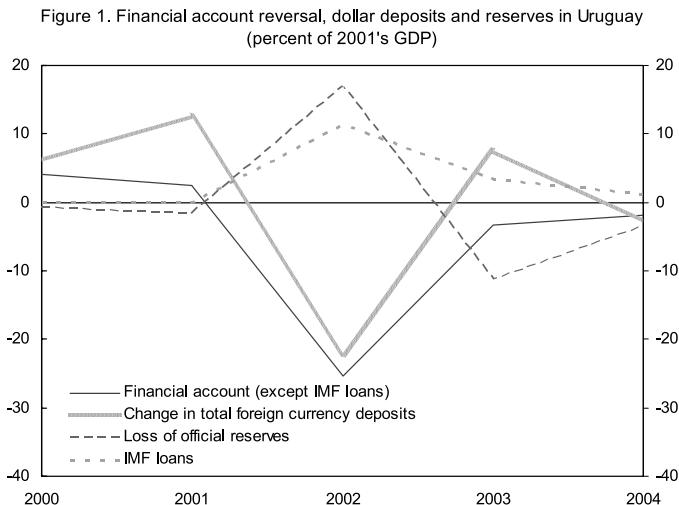 Figure 1. Financial account reversal, dollar deposits and reserves in Uruguay
(percent of 2001's GDP)
20 20
10 10
0 0
-10 -10
-20 -20
-30 -30
-40 -40
Financial account (except IMF loans)
Change in total foreign currency deposits
Loss of official reserves
IMF loans
2000 2001 2002 2003 2004